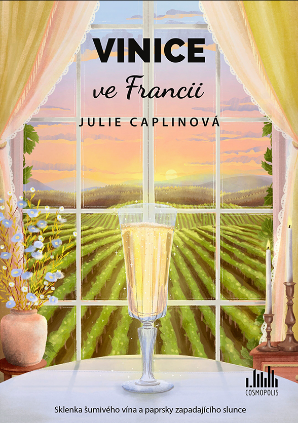 VINICE
ve Francii
JULIE CAPLINOVÁ
COSMOPOLIS
Sklenka šumivého vína a paprsky zapadajícího slunce